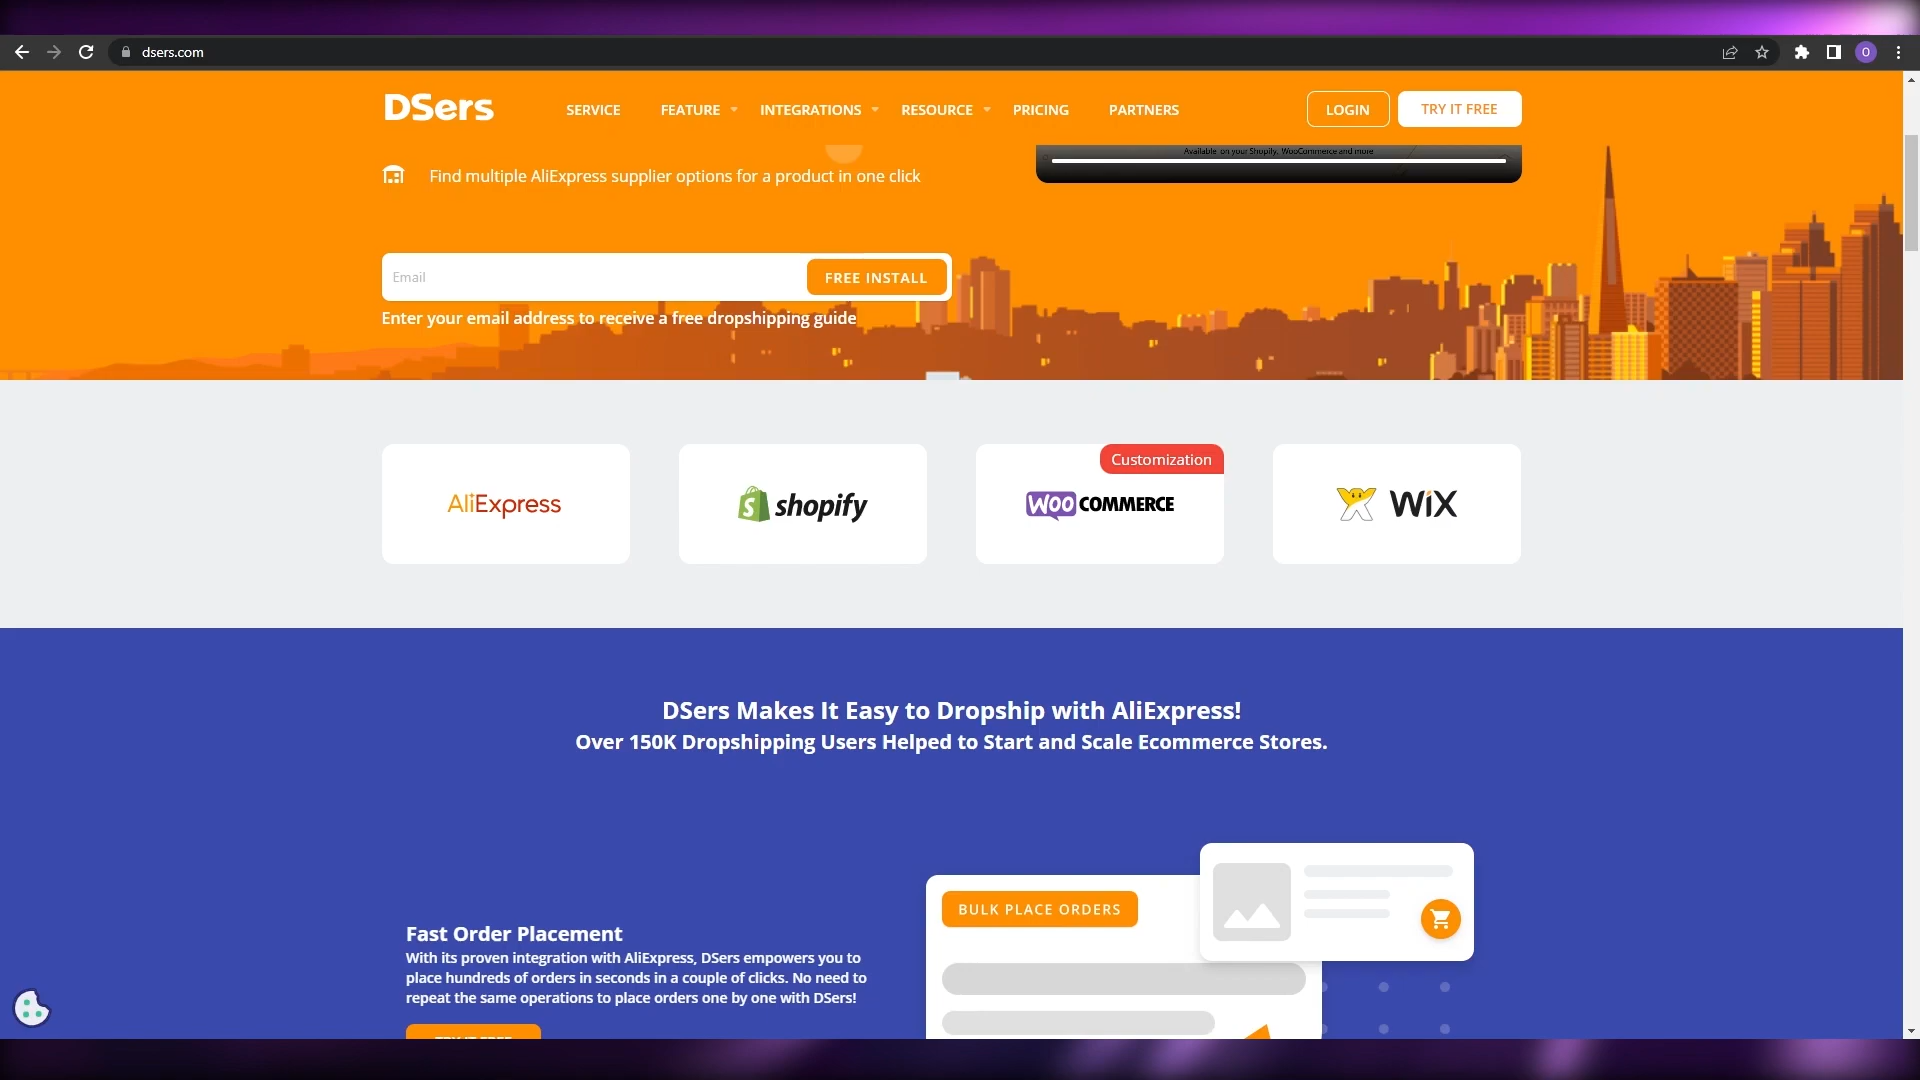 dsers.com
O
DSers
SERVICE
FEATURE
INTEGRATIONS
RESOURCE
PRICING
PARTNERS
LOGIN
TRY IT FREE
Available on your Shopify, WooCommerce and more
Find multiple AliExpress supplier options for a product in one click
Email
FREE INSTALL
Enter your email address to receive a free dropshipping guide
AliExpress
shopify
Customization
WOO COMMERCE
WiX
DSers Makes It Easy to Dropship with AliExpress!
Over 150K Dropshipping Users Helped to Start and Scale Ecommerce Stores.
BULK PLACE ORDERS
Fast Order Placement
With its proven integration with AliExpress, DSers empowers you to
place hundreds of orders in seconds in a couple of clicks. No need to
repeat the same operations to place orders one by one with DSers!
TRY IT FREE